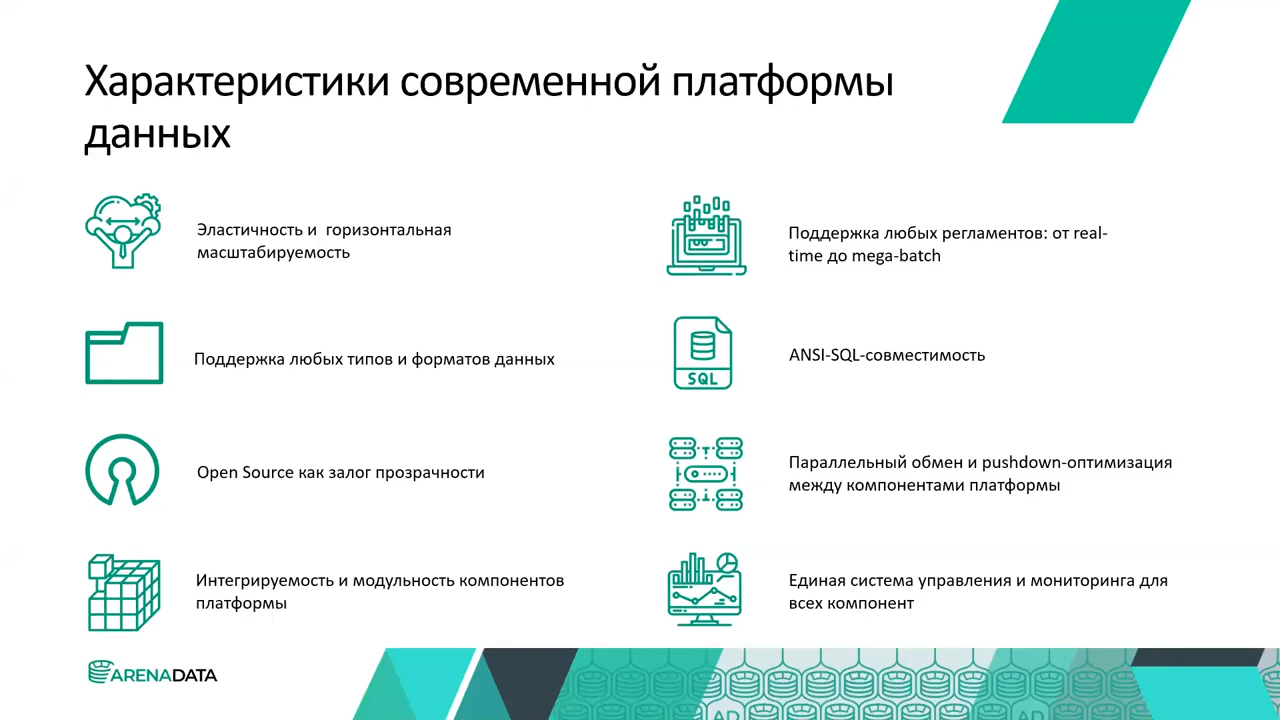 Характеристики современной платформы
данных
Эластичность и  горизонтальная
масштабируемость
Поддержка любых типов и форматов данных
Open Source как залог прозрачности
Интегрируемость и модульность компонентов
платформы
Поддержка любых регламентов: от real-
time до mega-batch
SQL
ANSI-SQL-совместимость
Параллельный обмен и pushdown-оптимизация
между компонентами платформы
Единая система управления и мониторинга для
всех компонент
ARENADATA
AD
AD